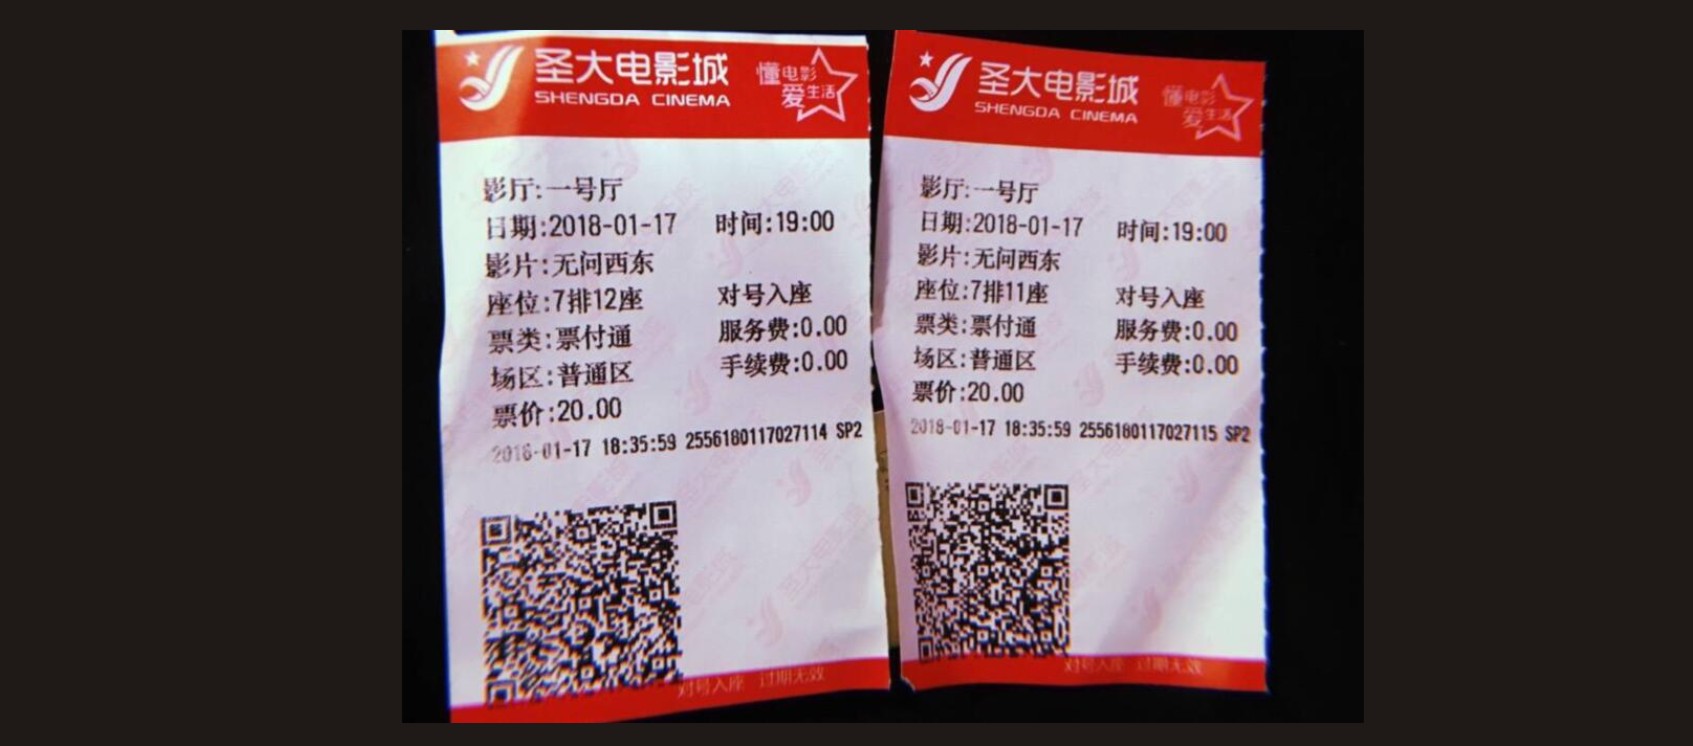 圣大电影城
SHENGDA CINEMA
懂电影
爱生活
影厅:一号厅
日期:2018-01-17 时间:19:00
影片:无问西东
座位:7排12座 对号入座
票类:票付通 服务费:0.00
场区:普通区 手续费:0.00
票价:20.00
2018-01-17 18:35:59 2556180117027114 SP2
对号入座 过期无效
圣大电影城
SHENGDA CINEMA
懂电影
爱生活
影厅:一号厅
日期:2018-01-17 时间:19:00
影片:无问西东
座位:7排11座 对号入座
票类:票付通 服务费:0.00
场区:普通区 手续费:0.00
票价:20.00
2018-01-17 18:35:59 2556180117027115 SP2
对号入座 过期无效